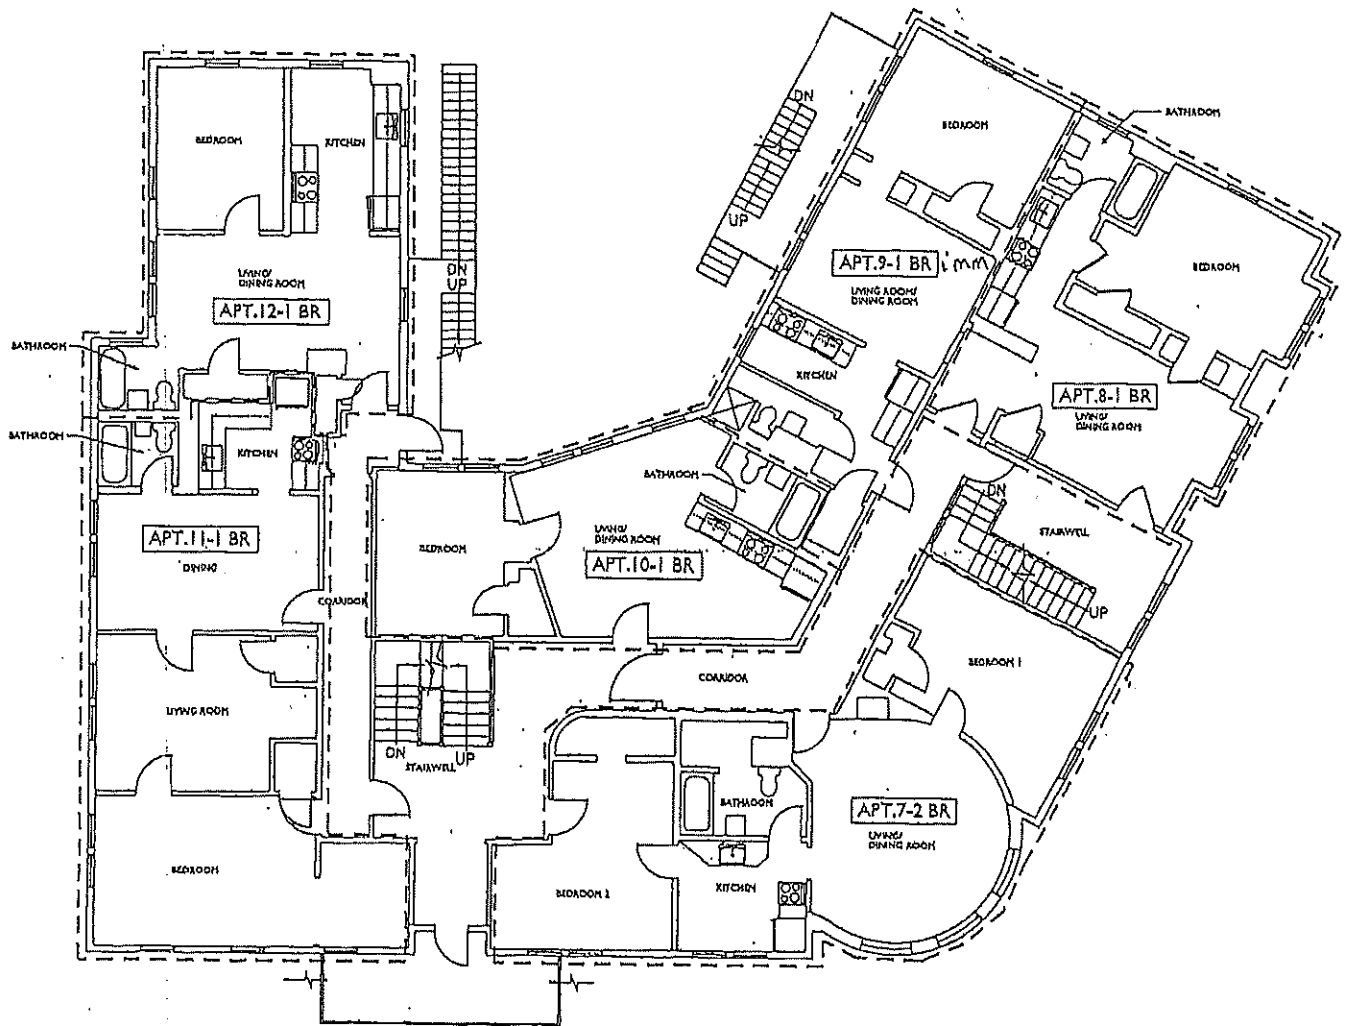 DN
BATHROOM
BEDROOM
BEDROOM
KITCHEN
UP
BEDROOM
APT.9-1 BR
LIVING ROOM/
DINING ROOM
DN
UP
LIVING/
DINING ROOM
APT.12-1 BR
BATHROOM
KITCHEN
APT.8-1 BR
LIVING/
DINING ROOM
BATHROOM
KITCHEN
BATHROOM
DN
STAIRWELL
UP
APT.11-1 BR
DINING
BEDROOM
LIVING/
DINING ROOM
APT.10-1 BR
CORRIDOR
BEDROOM 1
CORRIDOR
LIVING ROOM
DN
UP
STAIRWELL
BATHROOM
APT.7-2 BR
LIVING/
DINING ROOM
BEDROOM
BEDROOM 2
KITCHEN